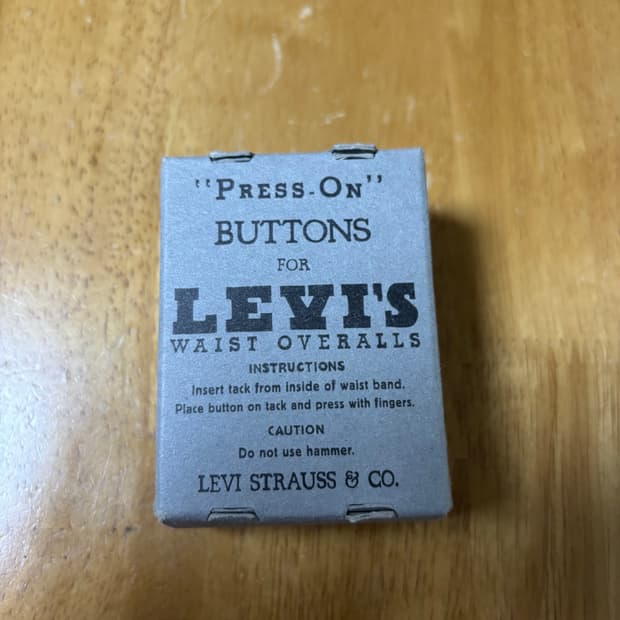 "PRESS-ON"
BUTTONS
FOR
LEVI'S
WAIST OVERALLS
INSTRUCTIONS
Insert tack from inside of waist band.
Place button on tack and press with fingers.
CAUTION
Do not use hammer.
LEVI STRAUSS & CO.